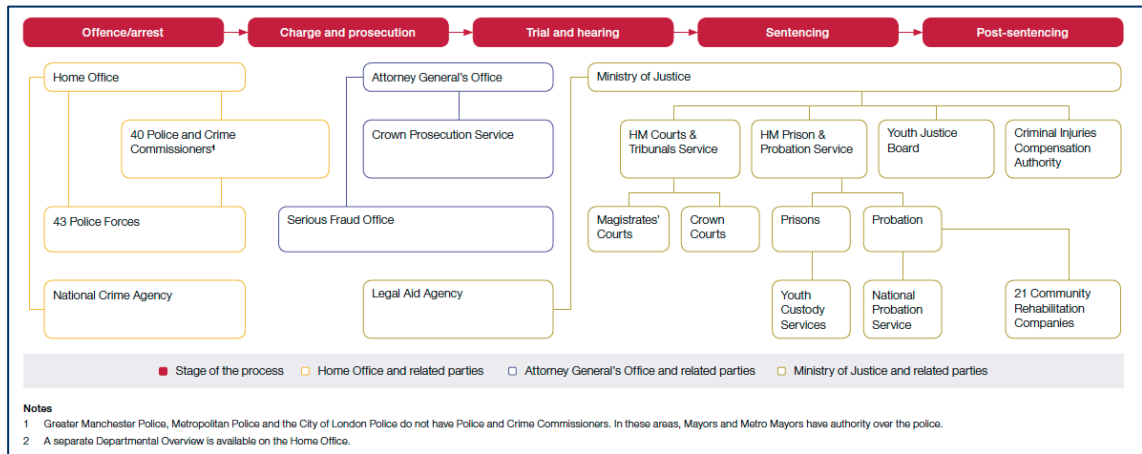 Offence/arrest
Charge and prosecution
Trial and hearing
Sentencing
Post-sentencing
Home Office
Attorney General's Office
Ministry of Justice
40 Police and Crime
Commissioners¹
Crown Prosecution Service
HM Courts &
Tribunals Service
HM Prison &
Probation Service
Youth Justice
Board
Criminal Injuries
Compensation
Authority
43 Police Forces
Serious Fraud Office
Magistrates'
Courts
Crown
Courts
Prisons
Probation
National Crime Agency
Legal Aid Agency
Youth
Custody
Services
National
Probation
Service
21 Community
Rehabilitation
Companies
Stage of the process
Home Office and related parties
Attorney General's Office and related parties
Ministry of Justice and related parties
Notes
1 Greater Manchester Police, Metropolitan Police and the City of London Police do not have Police and Crime Commissioners. In these areas, Mayors and Metro Mayors have authority over the police.
2 A separate Departmental Overview is available on the Home Office.